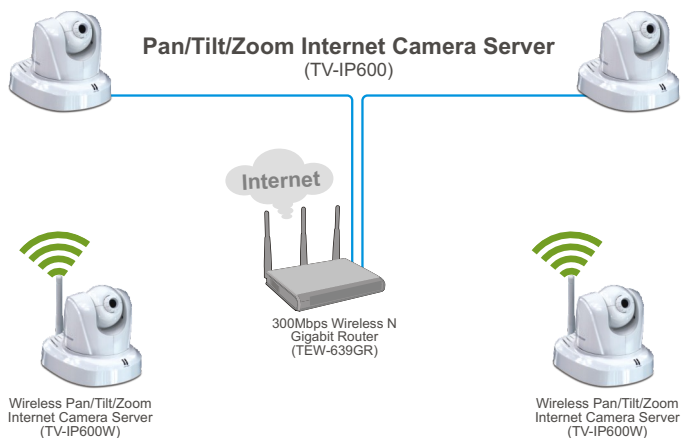 Pan/Tilt/Zoom Internet Camera Server
(TV-IP600)
Internet
300Mbps Wireless N
Gigabit Router
(TEW-639GR)
Wireless Pan/Tilt/Zoom
Internet Camera Server
(TV-IP600W)
Wireless Pan/Tilt/Zoom
Internet Camera Server
(TV-IP600W)